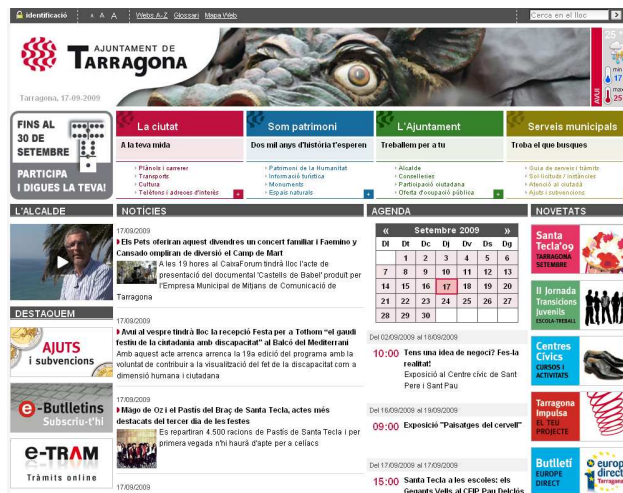 identificació
A A A
Webs A-Z Glossari Mapa Web
Cerca en el lloc
AJUNTAMENT DE
TARRAGONA
Tarragona, 17-09-2009
AVUI
25 º
min
17
max
25
FINS AL
30 DE
SETEMBRE
PARTICIPA
I DIGUES LA TEVA!
La ciutat
A la teva mida
Plànols i carrerer
Transports
Cultura
Telèfons i adreces d'interès
Som patrimoni
Dos mil anys d'història t'esperen
Patrimoni de la Humanitat
Informació turística
Monuments
Espais naturals
L'Ajuntament
Treballem per a tu
Alcalde
Conselleries
Participació ciutadana
Oferta d'ocupació pública
Serveis municipals
Troba el que busques
Guia de serveis i tràmits
Sol·licituds / Instàncies
Atenció al ciutadà
Ajuts i subvencions
L'ALCALDE
DESTAQUEM
AJUTS
i subvencions
e-Butlletins
Subscriu-t'hi
e-TRAM
Tràmits online
NOTÍCIES
17/09/2009
Els Pets oferiran aquest divendres un concert familiar i Faemino y
Cansado ompliran de diversió el Camp de Mart
A les 19 hores al CaixaForum tindrà lloc l'acte de
presentació del documental 'Castells de Babel' produït per
l'Empresa Municipal de Mitjans de Comunicació de
Tarragona
17/09/2009
Avui al vespre tindrà lloc la recepció Festa per a Tothom "el gaudi
festiu de la ciutadania amb discapacitat" al Balcó del Mediterrani
Amb aquest acte arrenca arrenca la 19a edició del programa amb la
voluntat de contribuir a la visualització del fet de la discapacitat com a
dimensió humana i ciutadana
17/09/2009
Màgo de Oz i el Pastís del Braç de Santa Tecla, actes més
destacats del tercer dia de les festes
Es repartiran 4.500 racions de Pastís de Santa Tecla i per
primera vegada n'hi haurà d'apte per a celíacs
17/09/2009
AGENDA
« Setembre 2009 »
Dl Dt Dc Dj Dv Ds Dg
1 2 3 4 5 6
7 8 9 10 11 12 13
14 15 16 17 18 19 20
21 22 23 24 25 26 27
28 29 30
Del 02/09/2009 al 18/09/2009
10:00 Tens una idea de negoci? Fes-la
realitat!
Exposició al Centre cívic de Sant
Pere i Sant Pau
Del 16/09/2009 al 19/09/2009
09:00 Exposició "Paisatges del cervell"
Del 17/09/2009 al 17/09/2009
15:00 Santa Tecla a les escoles: els
Gegants Vells al CEIP Pau Delclòs
NOVETATS
Santa
Tecla'09
TARRAGONA
SETEMBRE
II Jornada
Transicions
Juvenils
ESCOLA-TREBALL
Centres
Cívics
CURSOS I
ACTIVITATS
Tarragona
Impulsa
EL TEU
PROJECTE
Butlletí
EUROPE
DIRECT
europ
direct
Tarragona